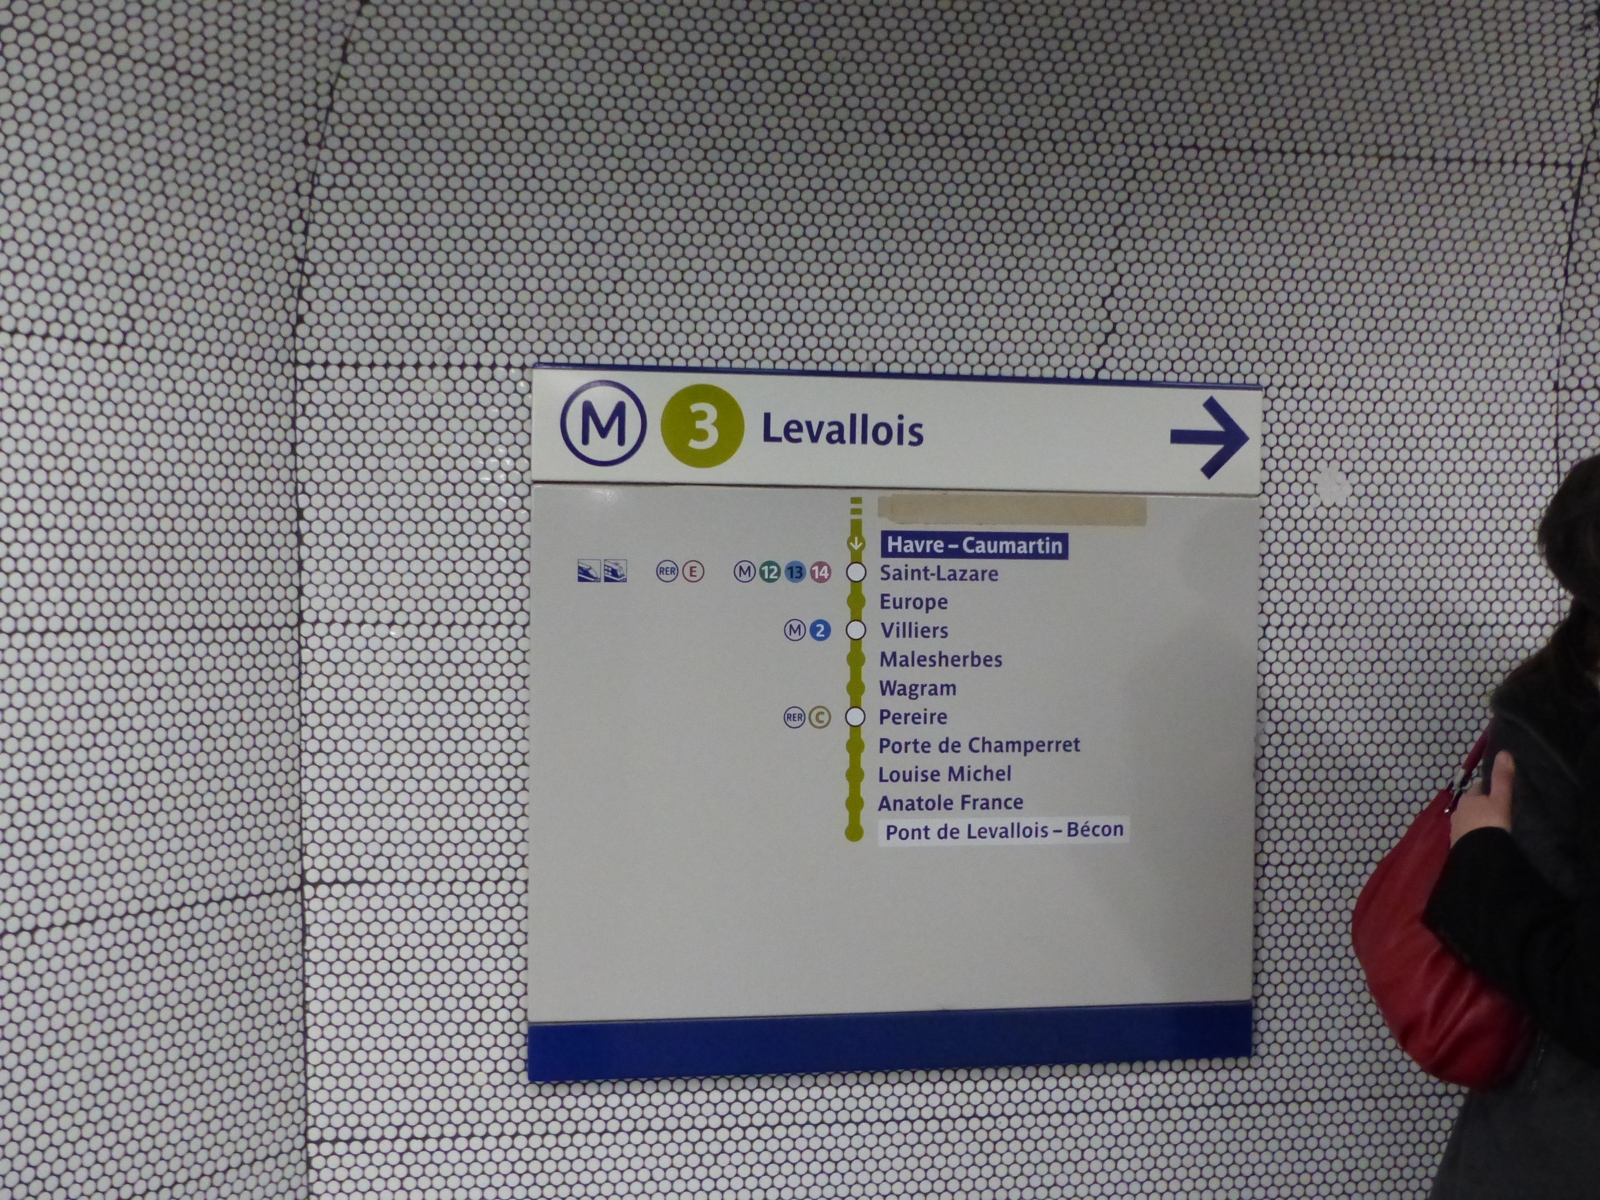 M 3 Levallois
Havre – Caumartin
RER E M 12 13 14 Saint-Lazare
Europe
M 2 Villiers
Malesherbes
Wagram
RER C Pereire
Porte de Champerret
Louise Michel
Anatole France
Pont de Levallois – Bécon